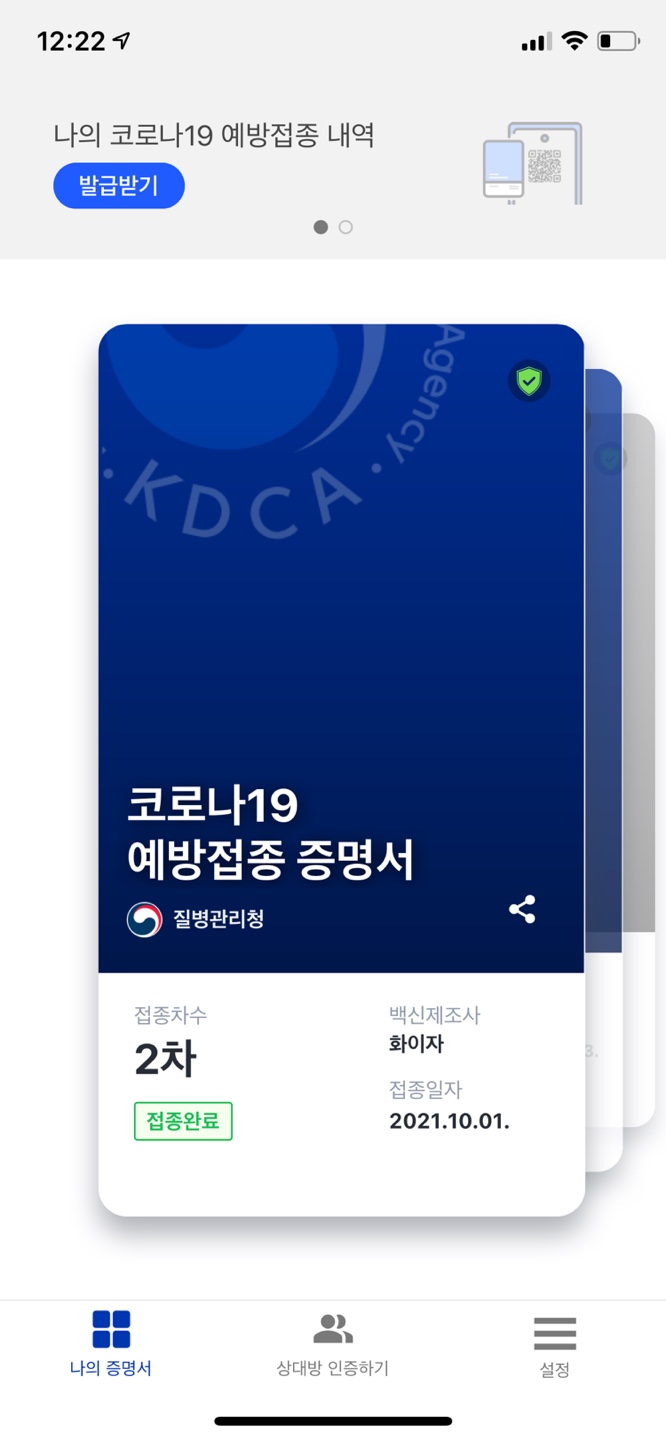 12:22
나의 코로나19 예방접종 내역
발급받기
Agency · KDCA ·
코로나19
예방접종 증명서
질병관리청
접종차수
2차
접종완료
백신제조사
화이자
접종일자
2021.10.01.
3.
나의 증명서
상대방 인증하기
설정